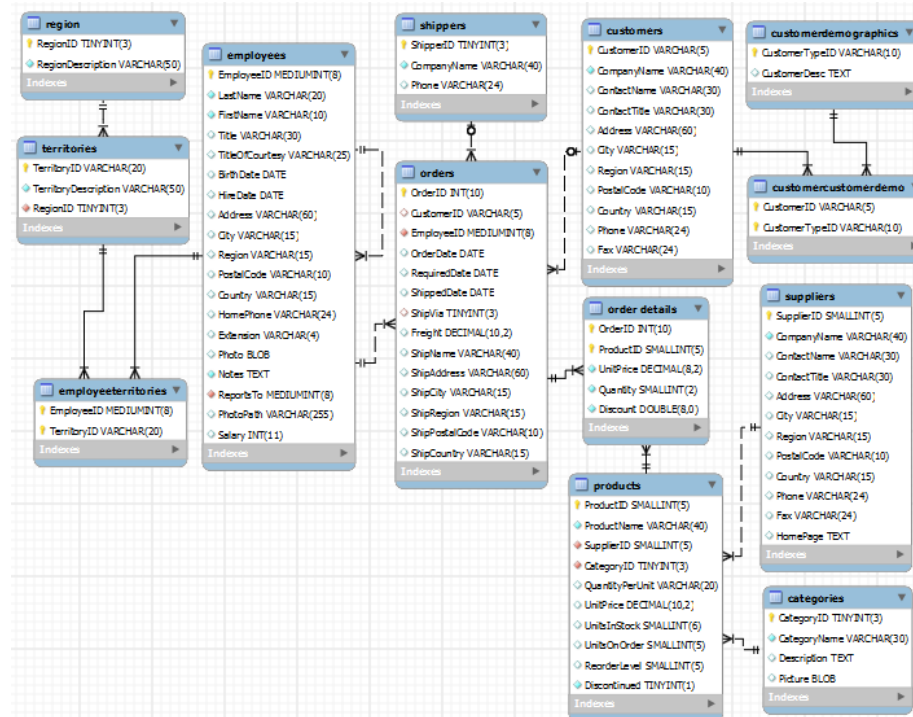 region
RegionID TINYINT(3)
RegionDescription VARCHAR(50)
Indexes
territories
TerritoryID VARCHAR(20)
TerritoryDescription VARCHAR(50)
RegionID TINYINT(3)
Indexes
employeeterritories
EmployeeID MEDIUMINT(8)
TerritoryID VARCHAR(20)
Indexes
employees
EmployeeID MEDIUMINT(8)
LastName VARCHAR(20)
FirstName VARCHAR(10)
Title VARCHAR(30)
TitleOfCourtesy VARCHAR(25)
BirthDate DATE
HireDate DATE
Address VARCHAR(60)
City VARCHAR(15)
Region VARCHAR(15)
PostalCode VARCHAR(10)
Country VARCHAR(15)
HomePhone VARCHAR(24)
Extension VARCHAR(4)
Photo BLOB
Notes TEXT
ReportsTo MEDIUMINT(8)
PhotoPath VARCHAR(255)
Salary INT(11)
Indexes
shippers
ShipperID TINYINT(3)
CompanyName VARCHAR(40)
Phone VARCHAR(24)
Indexes
orders
OrderID INT(10)
CustomerID VARCHAR(5)
EmployeeID MEDIUMINT(8)
OrderDate DATE
RequiredDate DATE
ShippedDate DATE
ShipVia TINYINT(3)
Freight DECIMAL(10,2)
ShipName VARCHAR(40)
ShipAddress VARCHAR(60)
ShipCity VARCHAR(15)
ShipRegion VARCHAR(15)
ShipPostalCode VARCHAR(10)
ShipCountry VARCHAR(15)
Indexes
customers
CustomerID VARCHAR(5)
CompanyName VARCHAR(40)
ContactName VARCHAR(30)
ContactTitle VARCHAR(30)
Address VARCHAR(60)
City VARCHAR(15)
Region VARCHAR(15)
PostalCode VARCHAR(10)
Country VARCHAR(15)
Phone VARCHAR(24)
Fax VARCHAR(24)
Indexes
order details
OrderID INT(10)
ProductID SMALLINT(5)
UnitPrice DECIMAL(8,2)
Quantity SMALLINT(2)
Discount DOUBLE(8,0)
Indexes
products
ProductID SMALLINT(5)
ProductName VARCHAR(40)
SupplierID SMALLINT(5)
CategoryID TINYINT(3)
QuantityPerUnit VARCHAR(20)
UnitPrice DECIMAL(10,2)
UnitsInStock SMALLINT(6)
UnitsOnOrder SMALLINT(5)
ReorderLevel SMALLINT(5)
Discontinued TINYINT(1)
Indexes
customerdemographics
CustomerTypeID VARCHAR(10)
CustomerDesc TEXT
Indexes
customercustomerdemo
CustomerID VARCHAR(5)
CustomerTypeID VARCHAR(10)
Indexes
suppliers
SupplierID SMALLINT(5)
CompanyName VARCHAR(40)
ContactName VARCHAR(30)
ContactTitle VARCHAR(30)
Address VARCHAR(60)
City VARCHAR(15)
Region VARCHAR(15)
PostalCode VARCHAR(10)
Country VARCHAR(15)
Phone VARCHAR(24)
Fax VARCHAR(24)
HomePage TEXT
Indexes
categories
CategoryID TINYINT(3)
CategoryName VARCHAR(30)
Description TEXT
Picture BLOB
Indexes